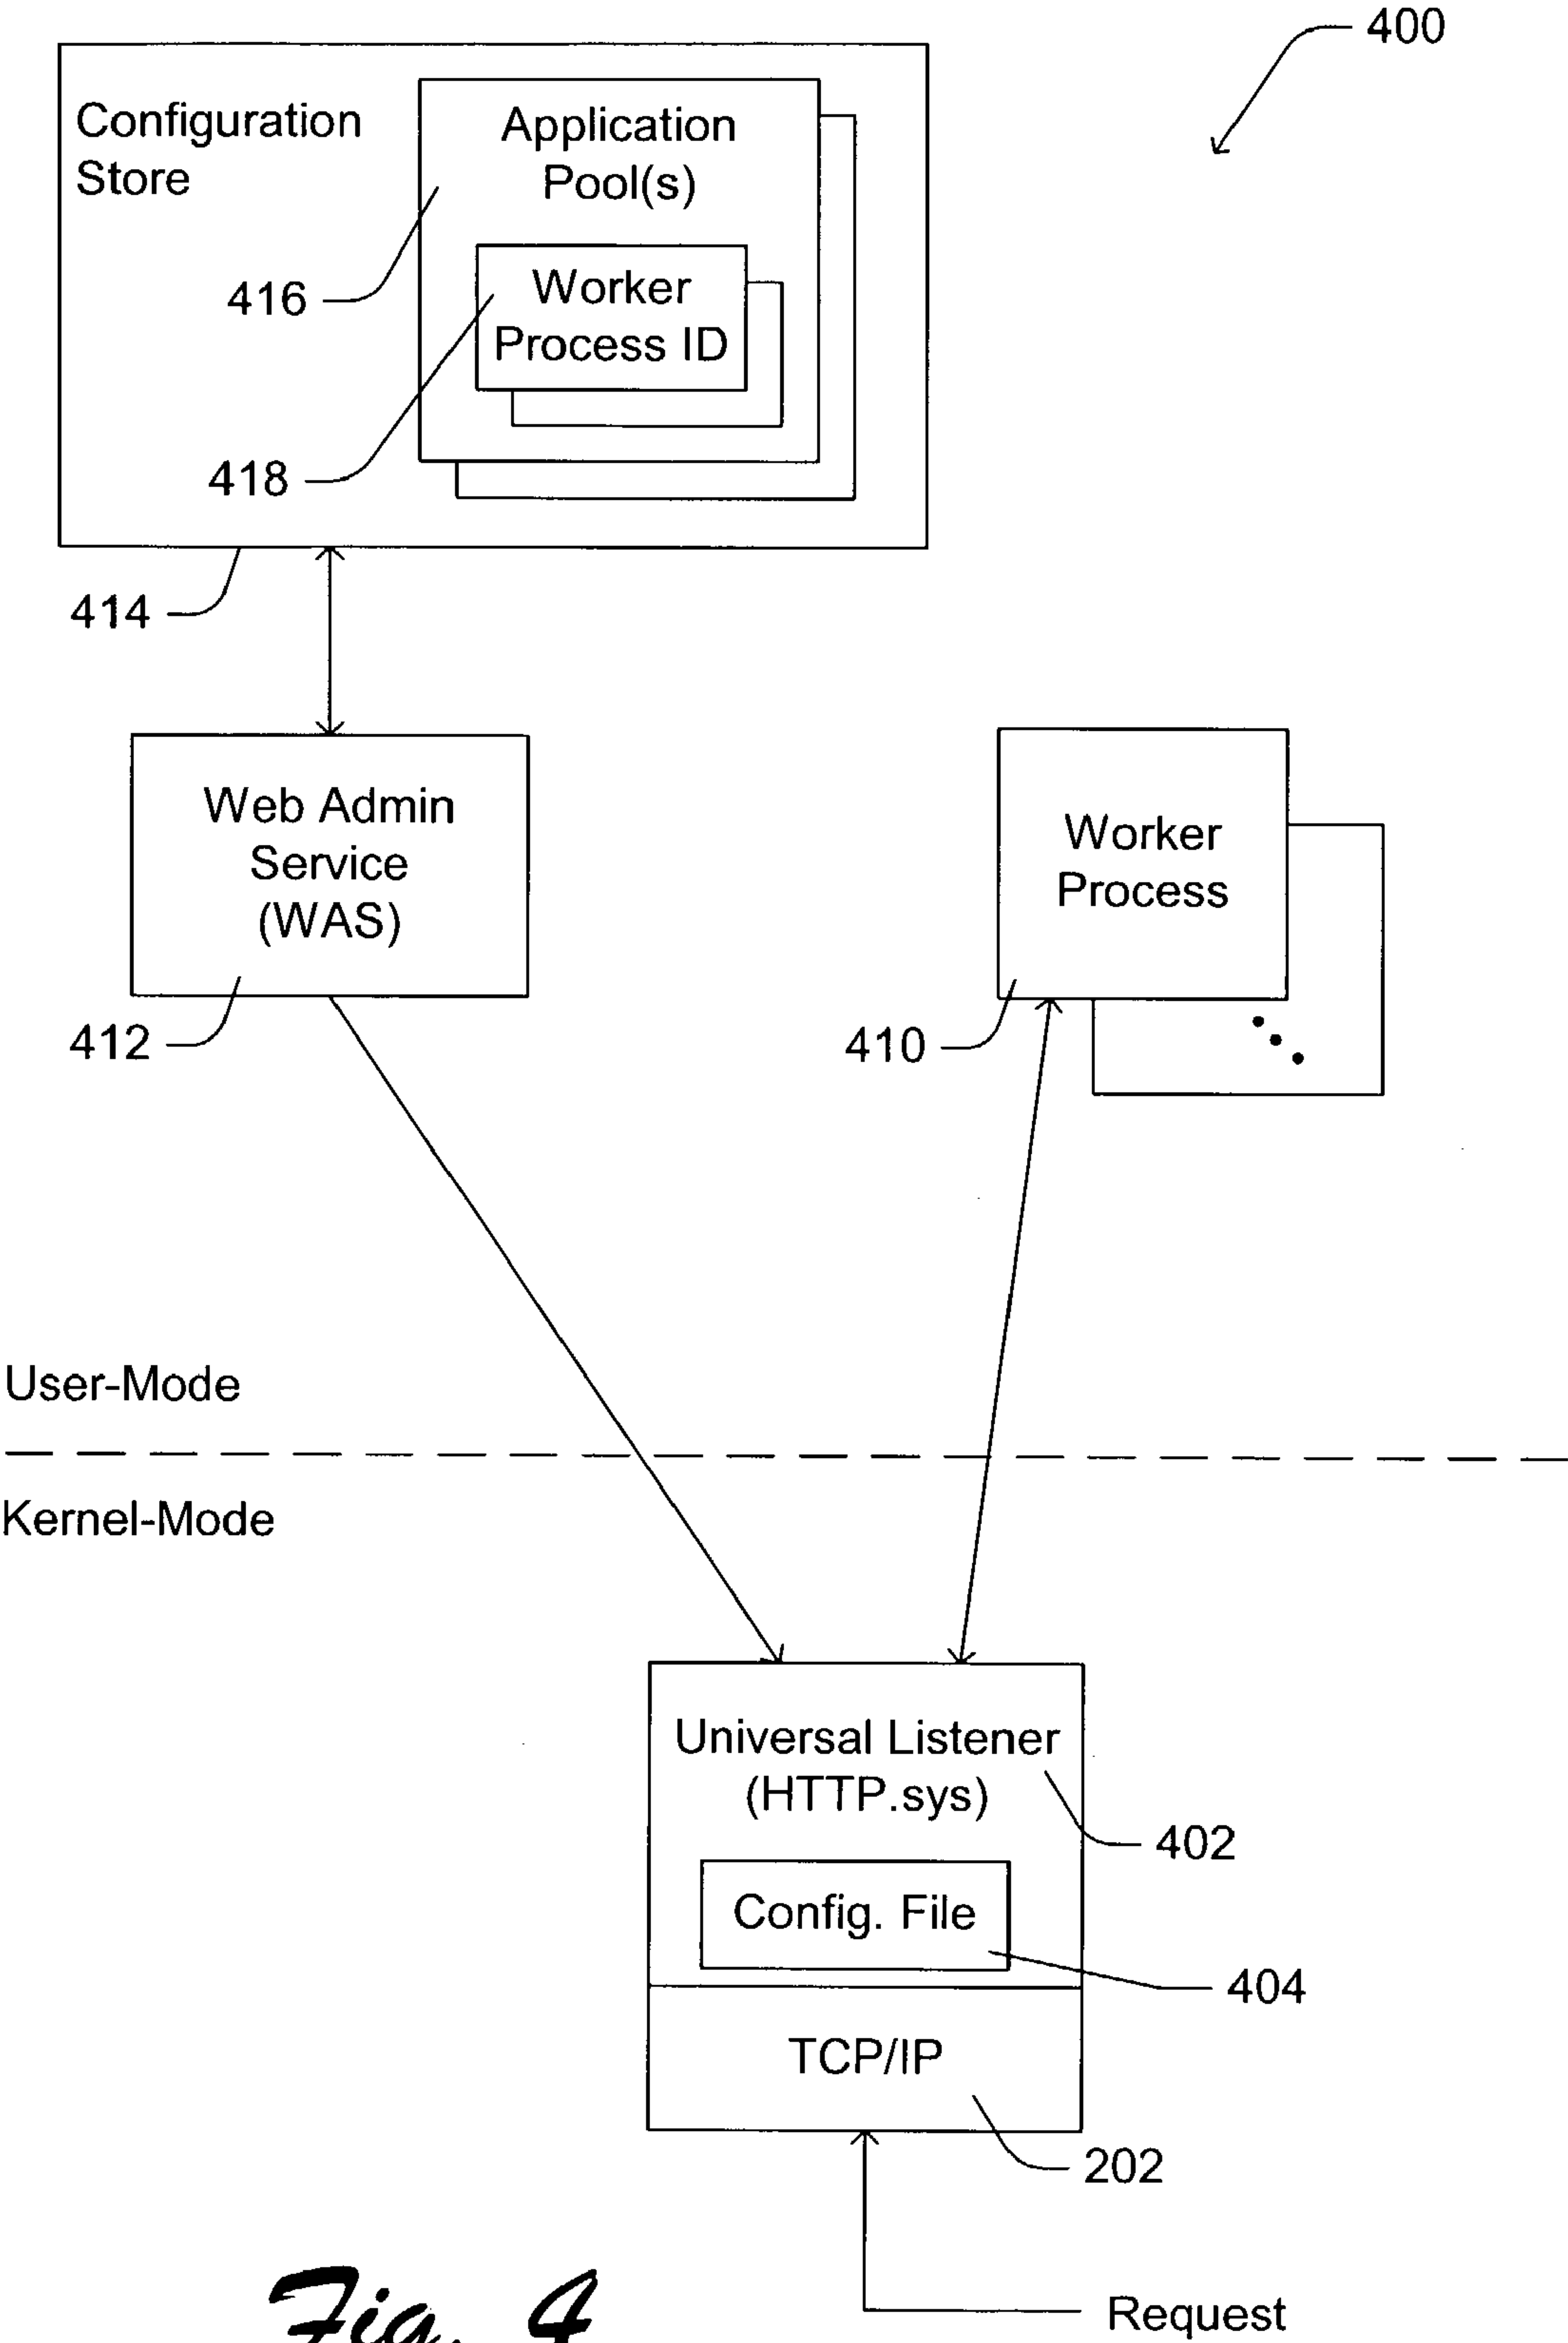 400
Configuration
Store
Application
Pool(s)
416
Worker
Process ID
418
414
Web Admin
Service
(WAS)
412
Worker
Process
410
User-Mode
Kernel-Mode
Universal Listener
(HTTP.sys)
402
Config. File
404
TCP/IP
202
Request
Fig. 4